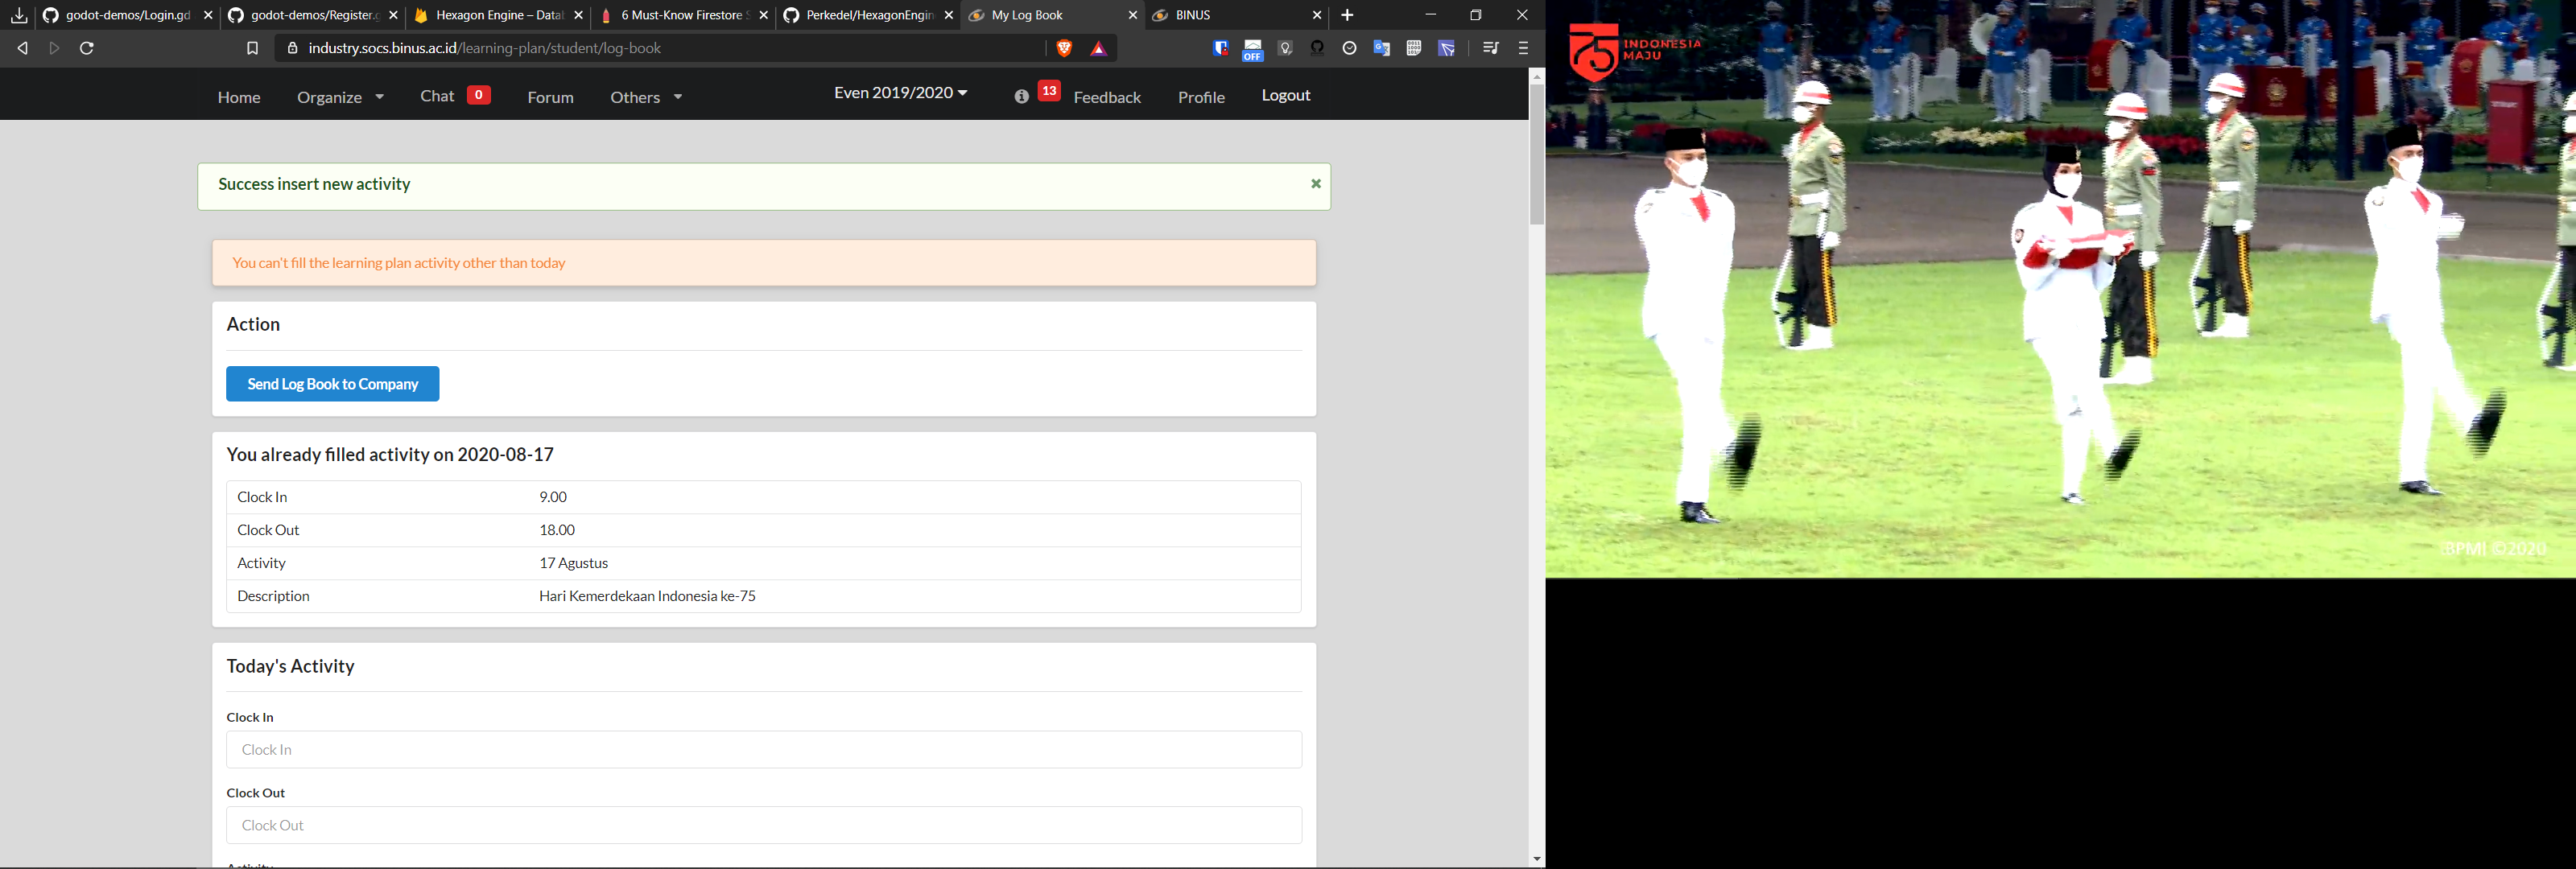 godot-demos/Login.gd
godot-demos/Register.g
Hexagon Engine – Datab
6 Must-Know Firestore S
Perkedel/HexagonEngin
My Log Book
BINUS
industry.socs.binus.ac.id/learning-plan/student/log-book
OFF
Home
Organize
Chat
0
Forum
Others
Even 2019/2020
13
Feedback
Profile
Logout
Success insert new activity
You can't fill the learning plan activity other than today
Action
Send Log Book to Company
You already filled activity on 2020-08-17
Clock In 9.00
Clock Out 18.00
Activity 17 Agustus
Description Hari Kemerdekaan Indonesia ke-75
Today's Activity
Clock In
Clock In
Clock Out
Clock Out
Activity
75 INDONESIA
MAJU
BPMI ©2020